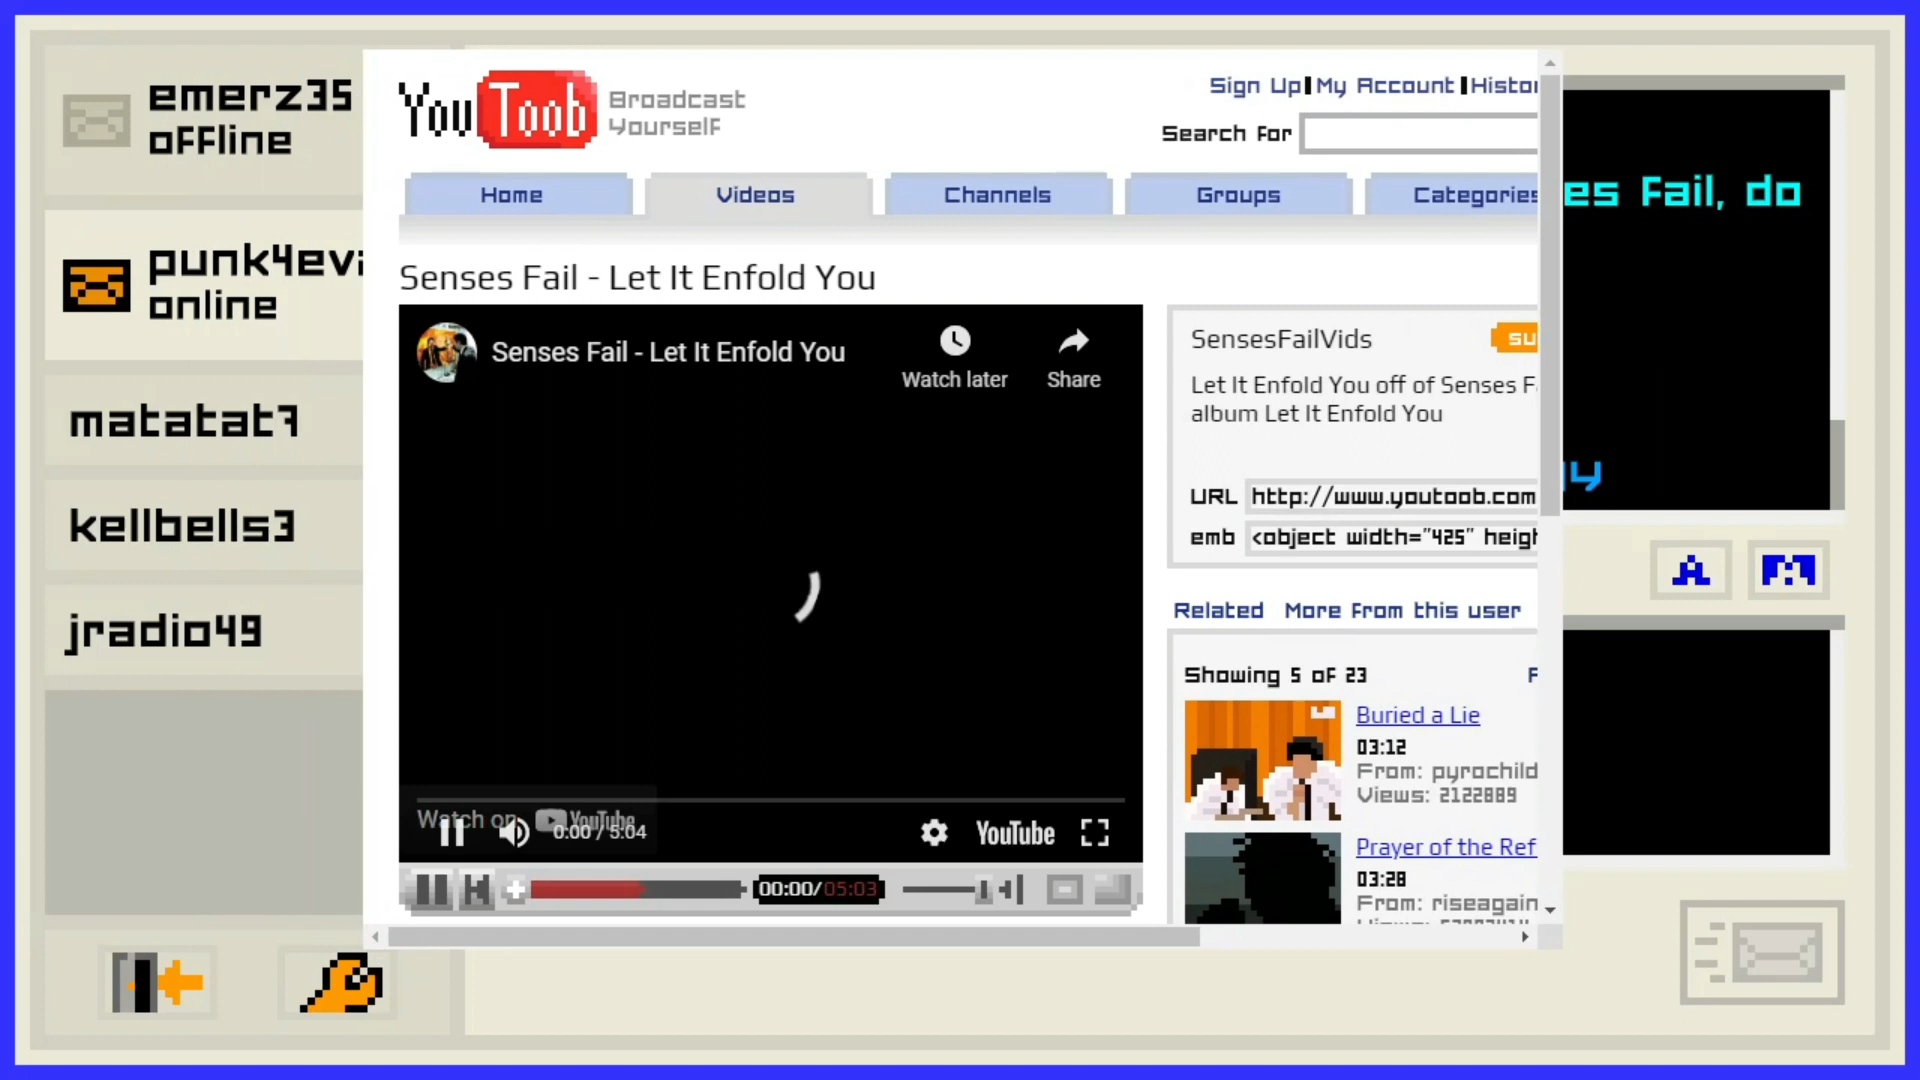 emerz35
offline
punk4ev
online
matatat7
kellbells3
jradio49
YouToob
Broadcast
Yourself
Sign Up|My Account|Histo
Search for
Home
Videos
Channels
Groups
Categories
Senses Fail - Let It Enfold You
Senses Fail - Let It Enfold You
Watch later
Share
Watch on YouTube
0:00 / 5:04
YouTube
00:00/05:03
SensesFailVids
su
Let It Enfold You off of Senses F
album Let It Enfold You
URL http://www.youtoob.com
emb <object width="425" heigh
Related More from this user
Showing 5 of 23
F
Buried a Lie
03:12
From: pyrochild
Views: 2122889
Prayer of the Ref
03:28
From: riseagain
es Fail, do
y
A